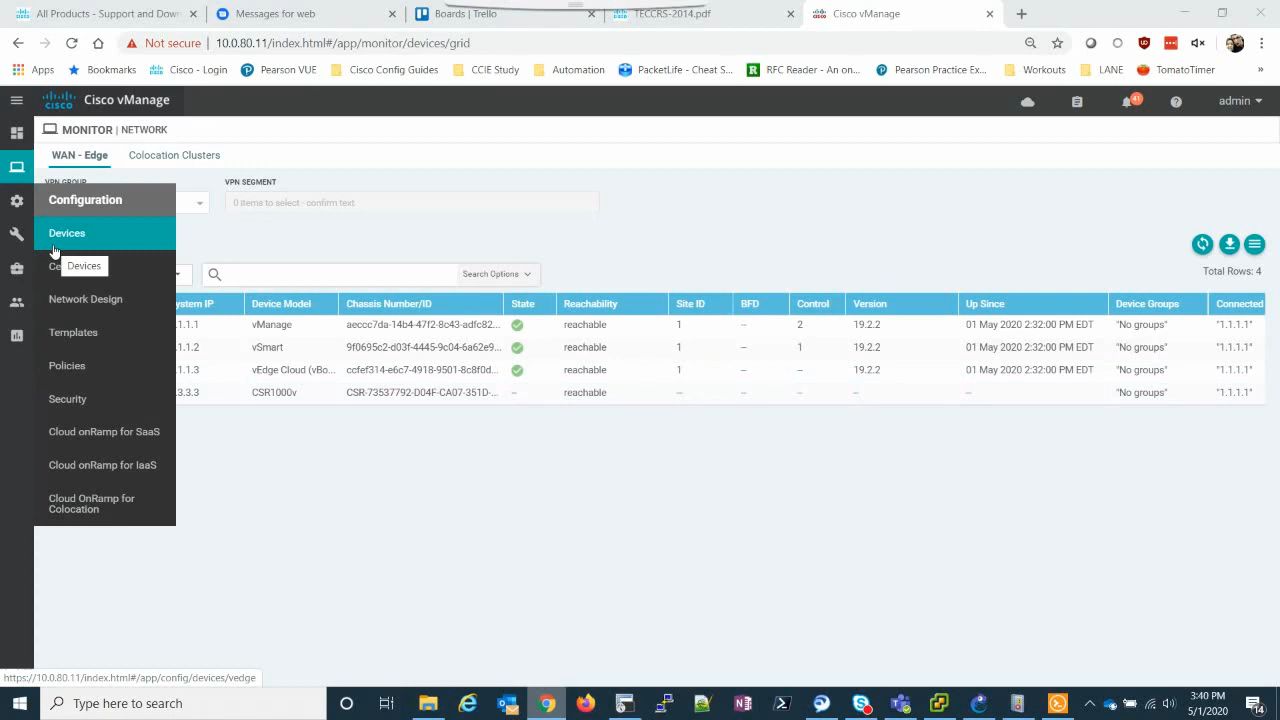 All Products and Su
Webex for meetings
Boards | Trello
TECCRS-2014.pdf
Cisco vManage
Not secure
10.0.80.11/index.html#/app/monitor/devices/grid
Apps
Bookmarks
Cisco - Login
Pearson VUE
Cisco Config Guides
CCIE Study
Automation
PacketLife - Cheat S...
RFC Reader - An on...
Pearson Practice Ex...
Workouts
LANE
TomatoTimer
»
cisco Cisco vManage
41
admin
MONITOR | NETWORK
WAN - Edge
Colocation Clusters
VPN GROUP
VPN SEGMENT
0 items to select - confirm text
Configuration
Devices
Ce
Devices
Network Design
Templates
Policies
Security
Cloud onRamp for SaaS
Cloud onRamp for IaaS
Cloud OnRamp for
Colocation
Search Options
Total Rows: 4
ystem IP Device Model Chassis Number/ID State Reachability Site ID BFD Control Version Up Since Device Groups Connected
.1.1.1 vManage aeccc7da-14b4-47f2-8c43-adfc82... reachable 1 -- 2 19.2.2 01 May 2020 2:32:00 PM EDT "No groups" "1.1.1.1"
.1.1.2 vSmart 9f0695c2-d03f-4445-9c04-6a62e9... reachable 1 -- 1 19.2.2 01 May 2020 2:32:00 PM EDT "No groups" "1.1.1.1"
.1.1.3 vEdge Cloud (vBo... ccfef314-e6c7-4918-9501-8c8f0d... reachable 1 -- -- 19.2.2 01 May 2020 2:32:00 PM EDT "No groups" "1.1.1.1"
.3.3.3 CSR1000v CSR-73537792-D04F-CA07-351D-... -- reachable -- -- -- -- -- "No groups" "1.1.1.1"
https://10.0.80.11/index.html#/app/config/devices/vedge
Type here to search
3:40 PM
5/1/2020
14